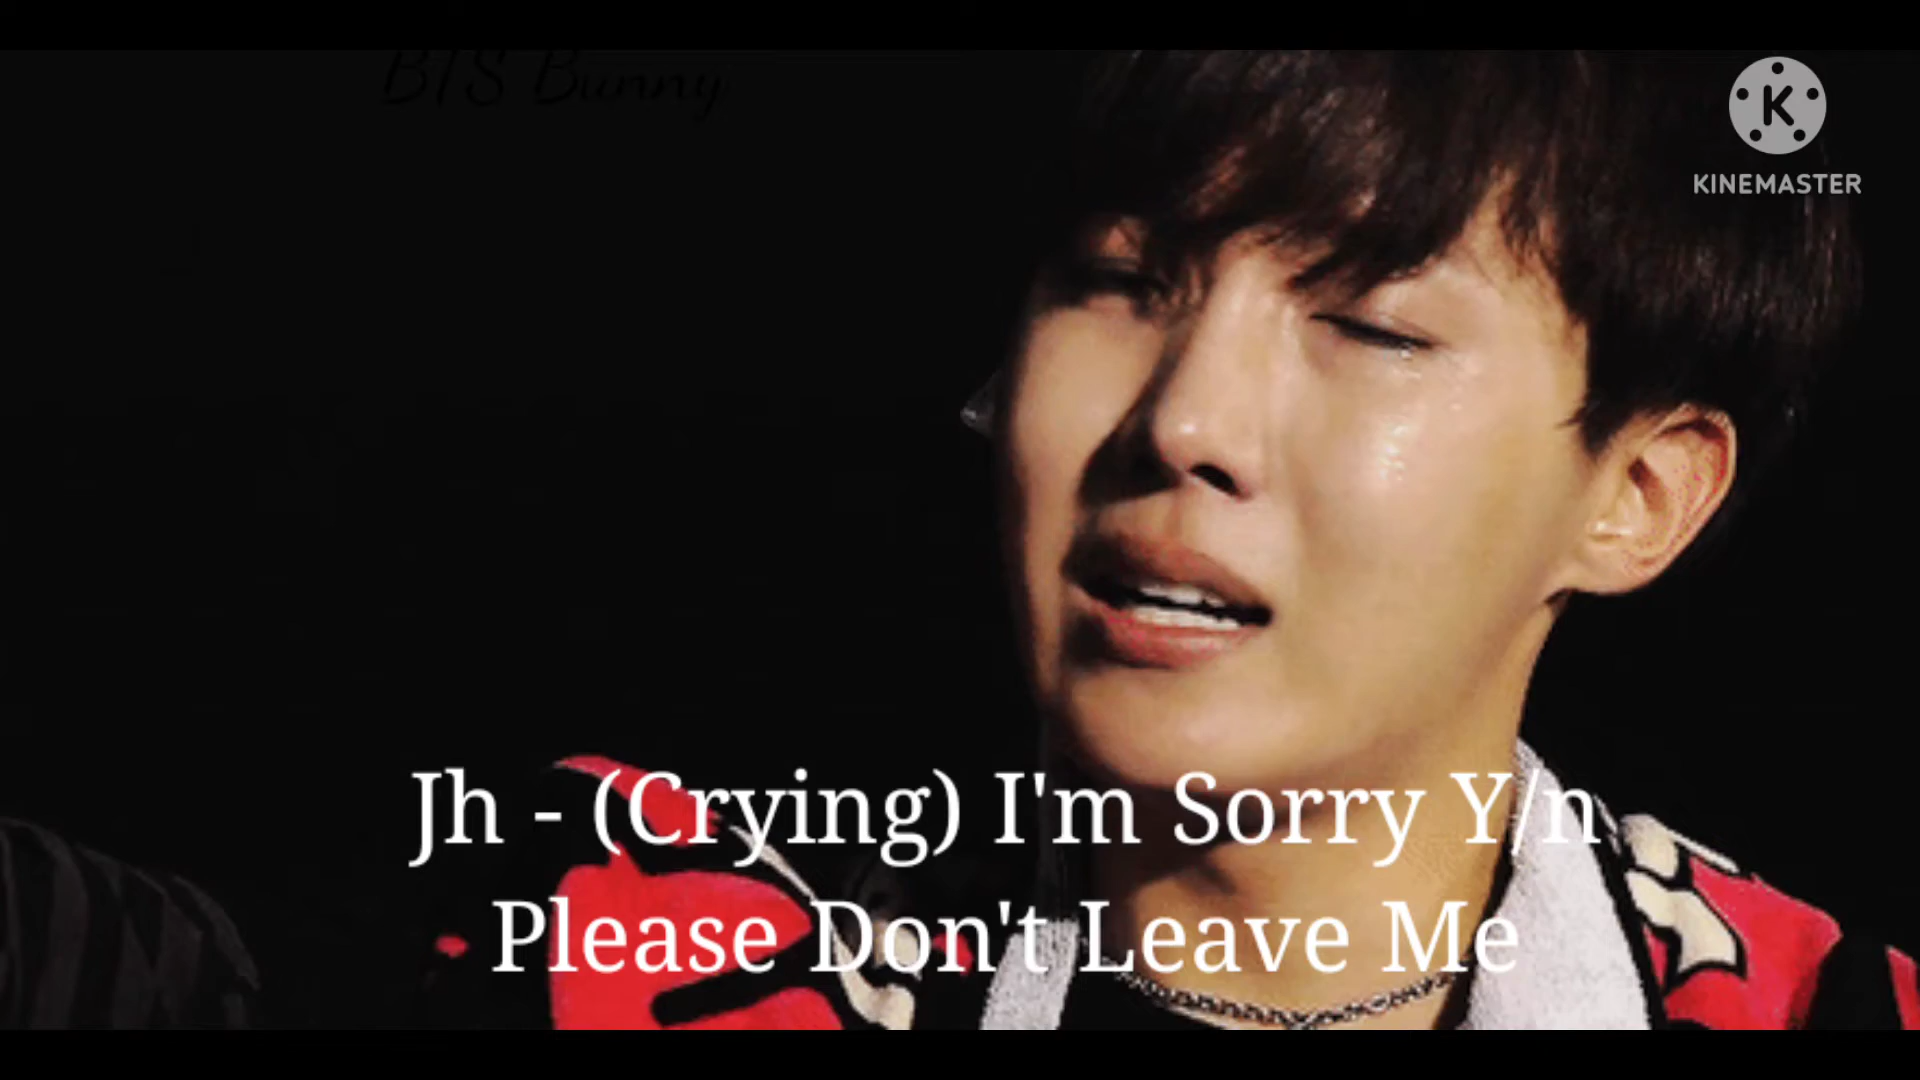 BTS Bunny
K
KINEMASTER
Jh - (Crying) I'm Sorry Y/n
Please Don't Leave Me